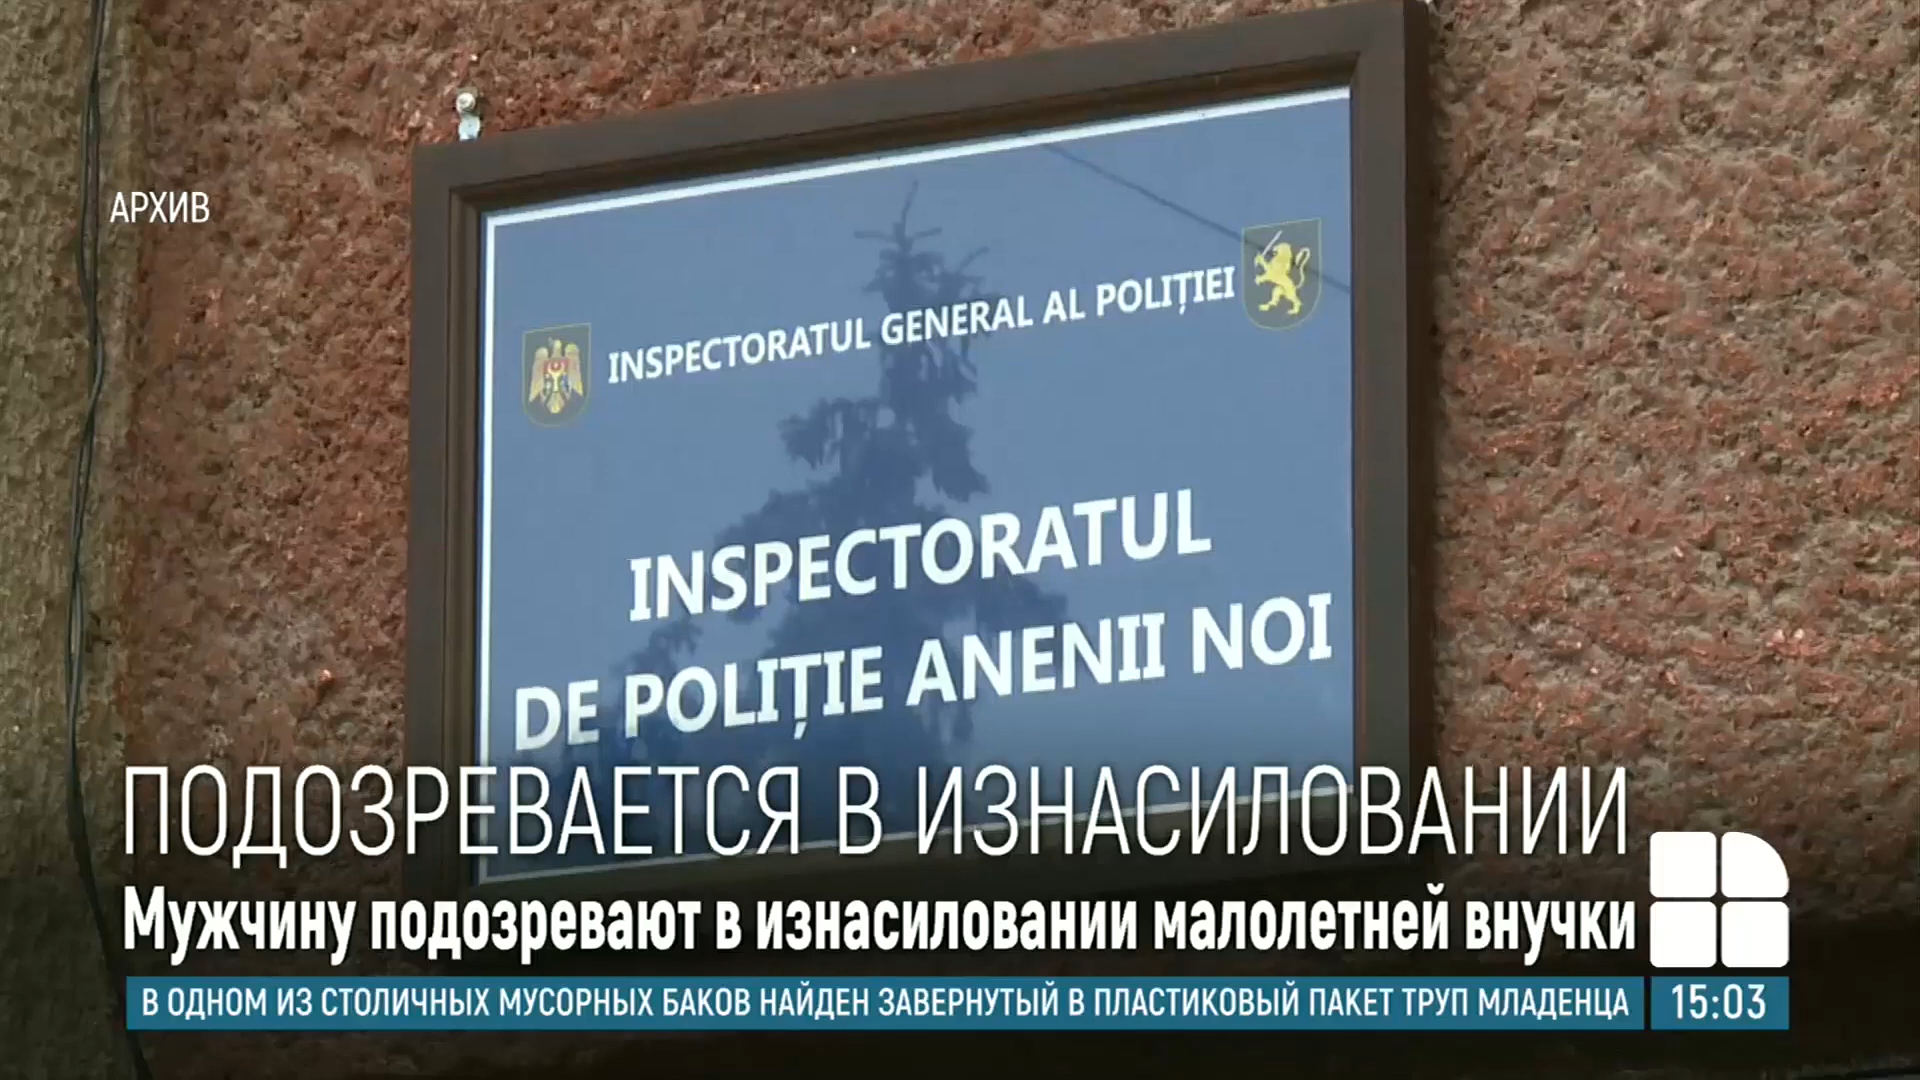 АРХИВ
INSPECTORATUL GENERAL AL POLIȚIEI
INSPECTORATUL
DE POLIȚIE ANENII NOI
ПОДОЗРЕВАЕТСЯ В ИЗНАСИЛОВАНИИ
Мужчину подозревают в изнасиловании малолетней внучки
В ОДНОМ ИЗ СТОЛИЧНЫХ МУСОРНЫХ БАКОВ НАЙДЕН ЗАВЕРНУТЫЙ В ПЛАСТИКОВЫЙ ПАКЕТ ТРУП МЛАДЕНЦА
15:03